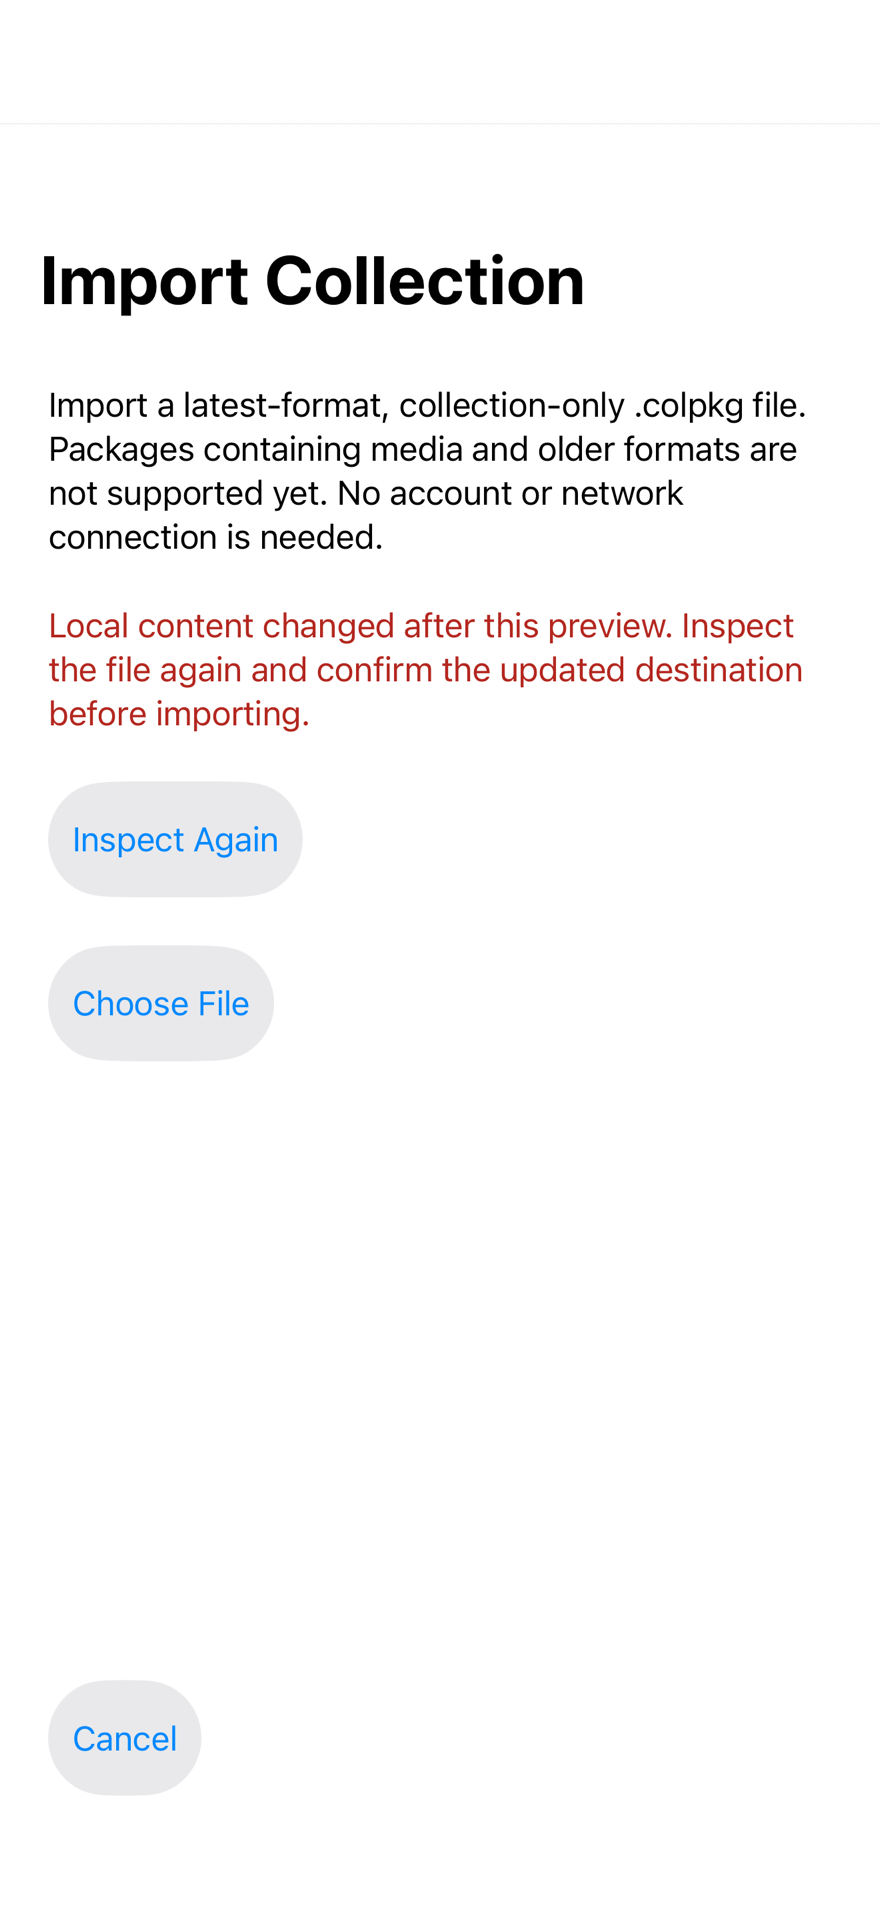 Import Collection
Import a latest-format, collection-only .colpkg file.
Packages containing media and older formats are
not supported yet. No account or network
connection is needed.
Local content changed after this preview. Inspect
the file again and confirm the updated destination
before importing.
Inspect Again
Choose File
Cancel